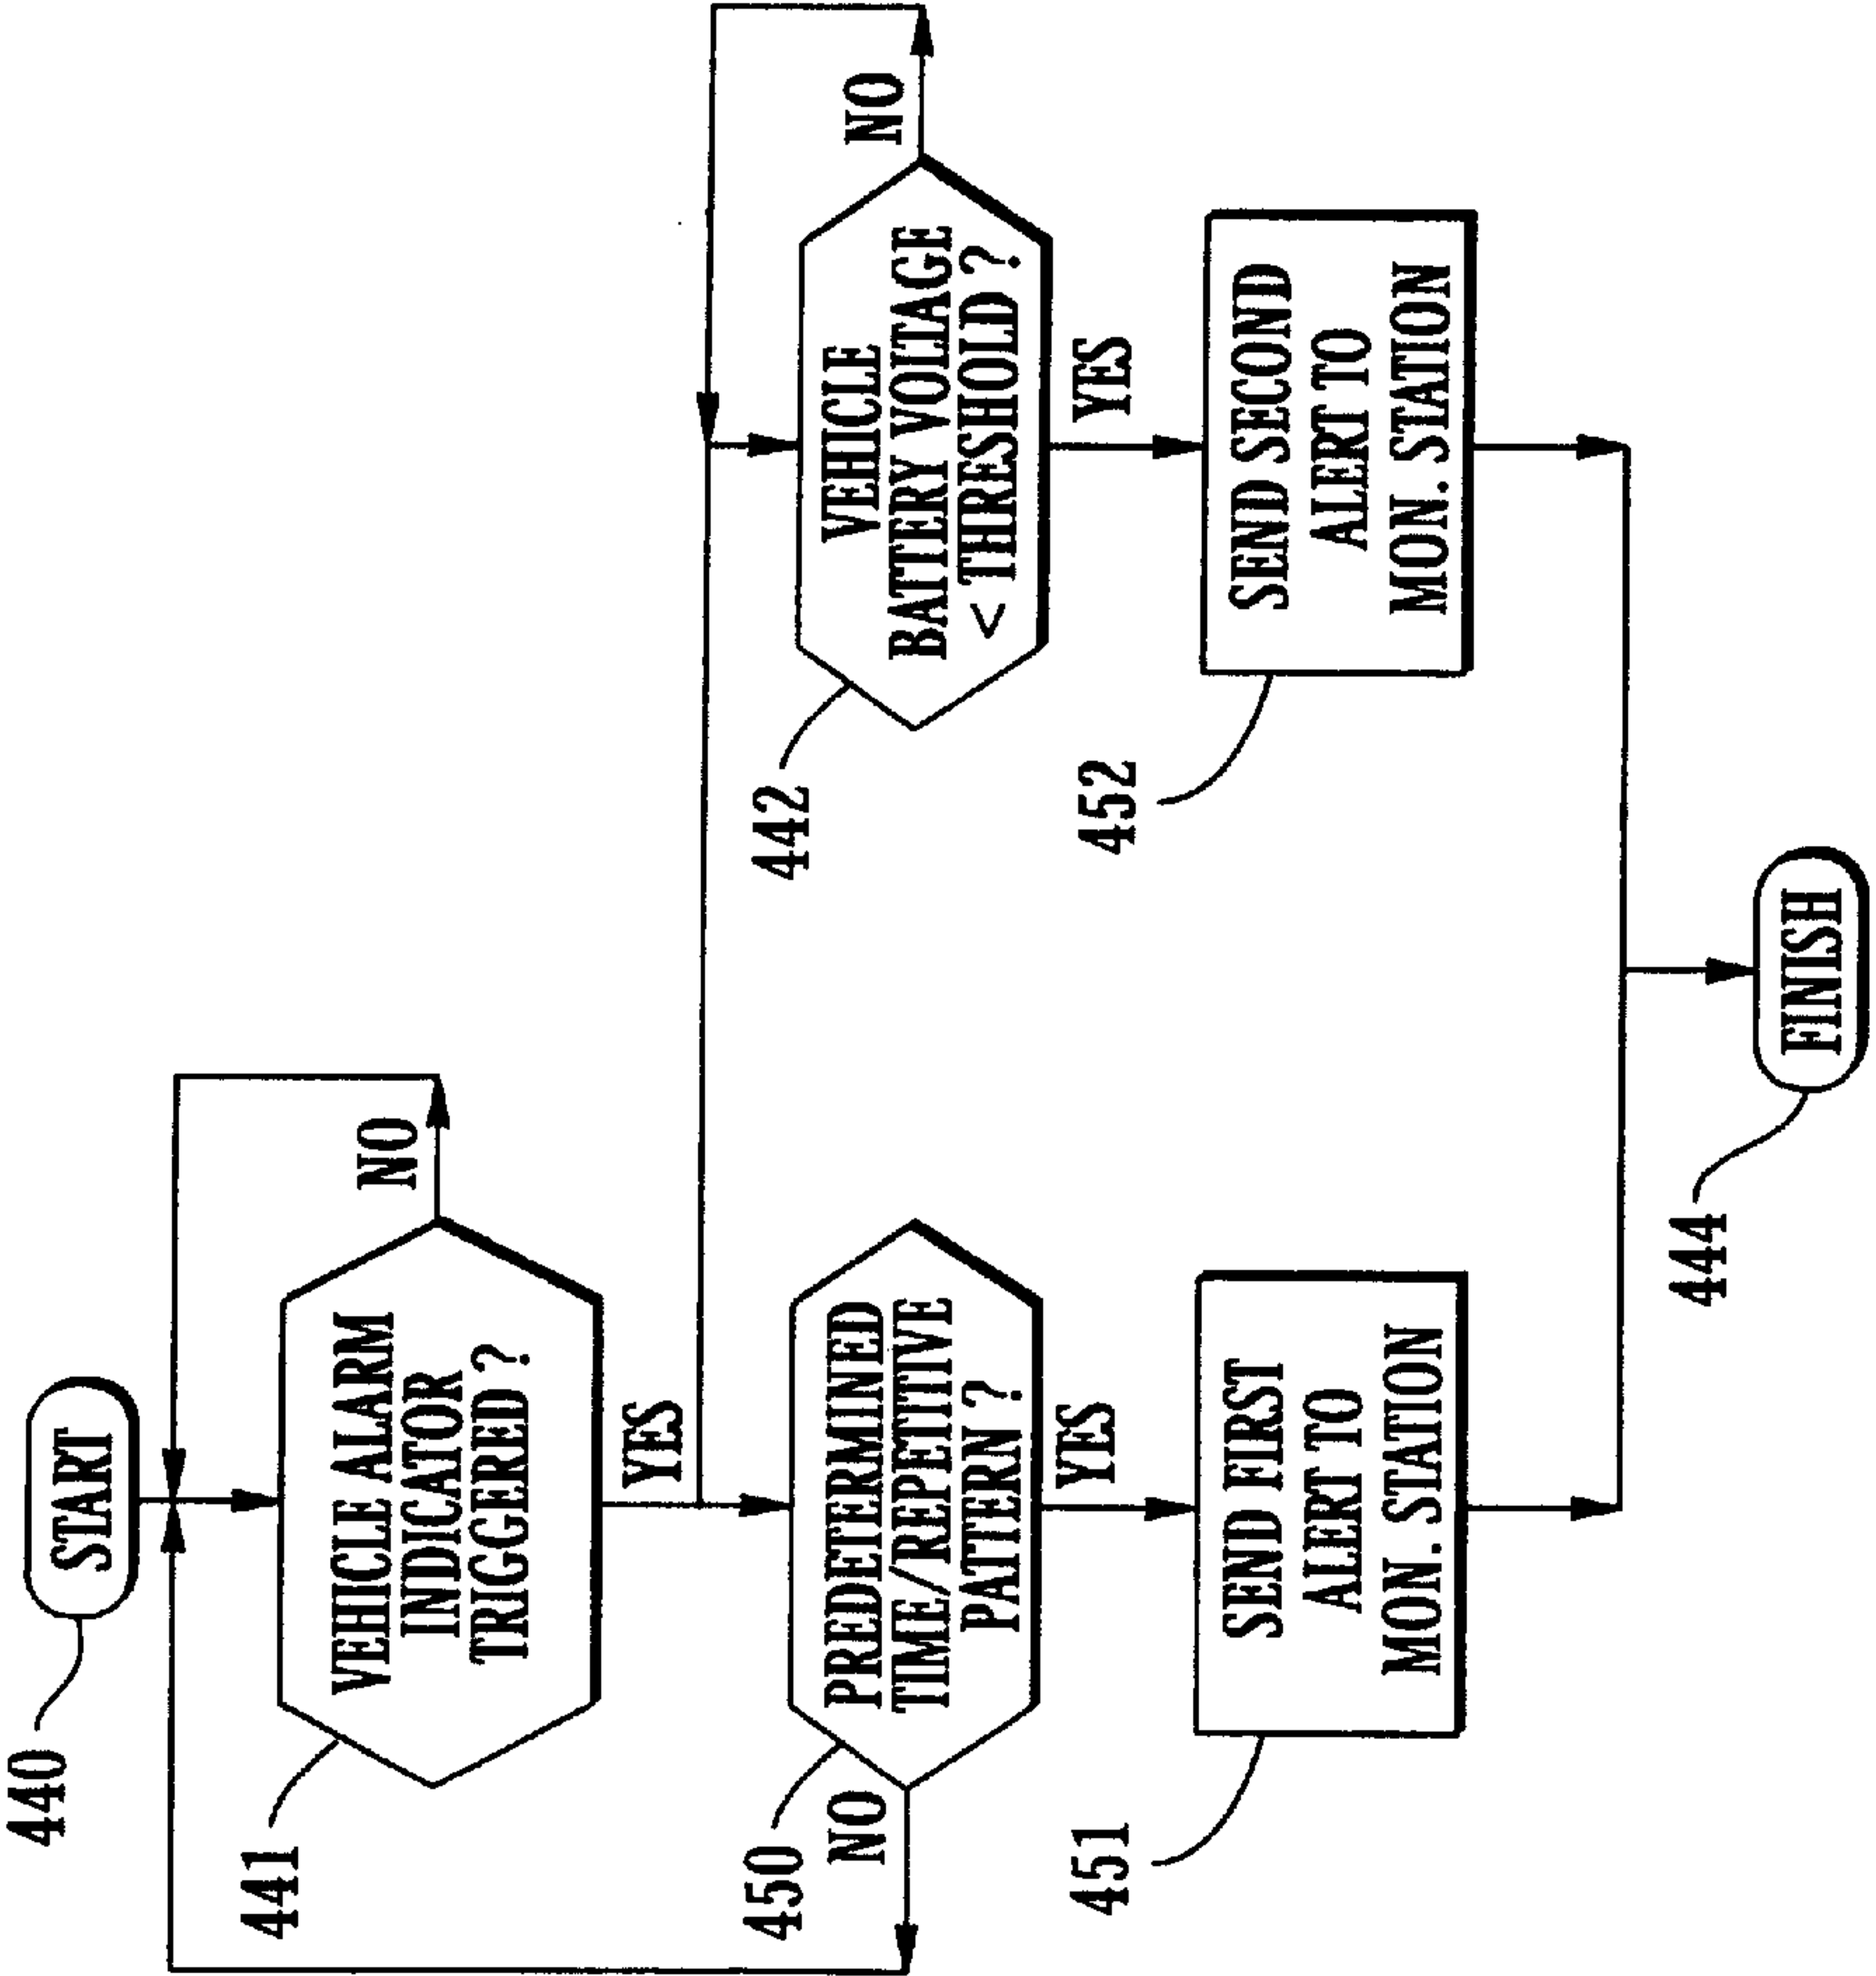 440
START
441
VEHICLE ALARM
INDICATOR
TRIGGERED ?
NO
YES
450
PREDETERMINED
TIME/REPETITIVE
PATTERN ?
NO
YES
442
VEHICLE
BATTERY VOLTAGE
< THRESHOLD ?
NO
YES
451
SEND FIRST
ALERT TO
MON. STATION
452
SEND SECOND
ALERT TO
MON. STATION
444
FINISH